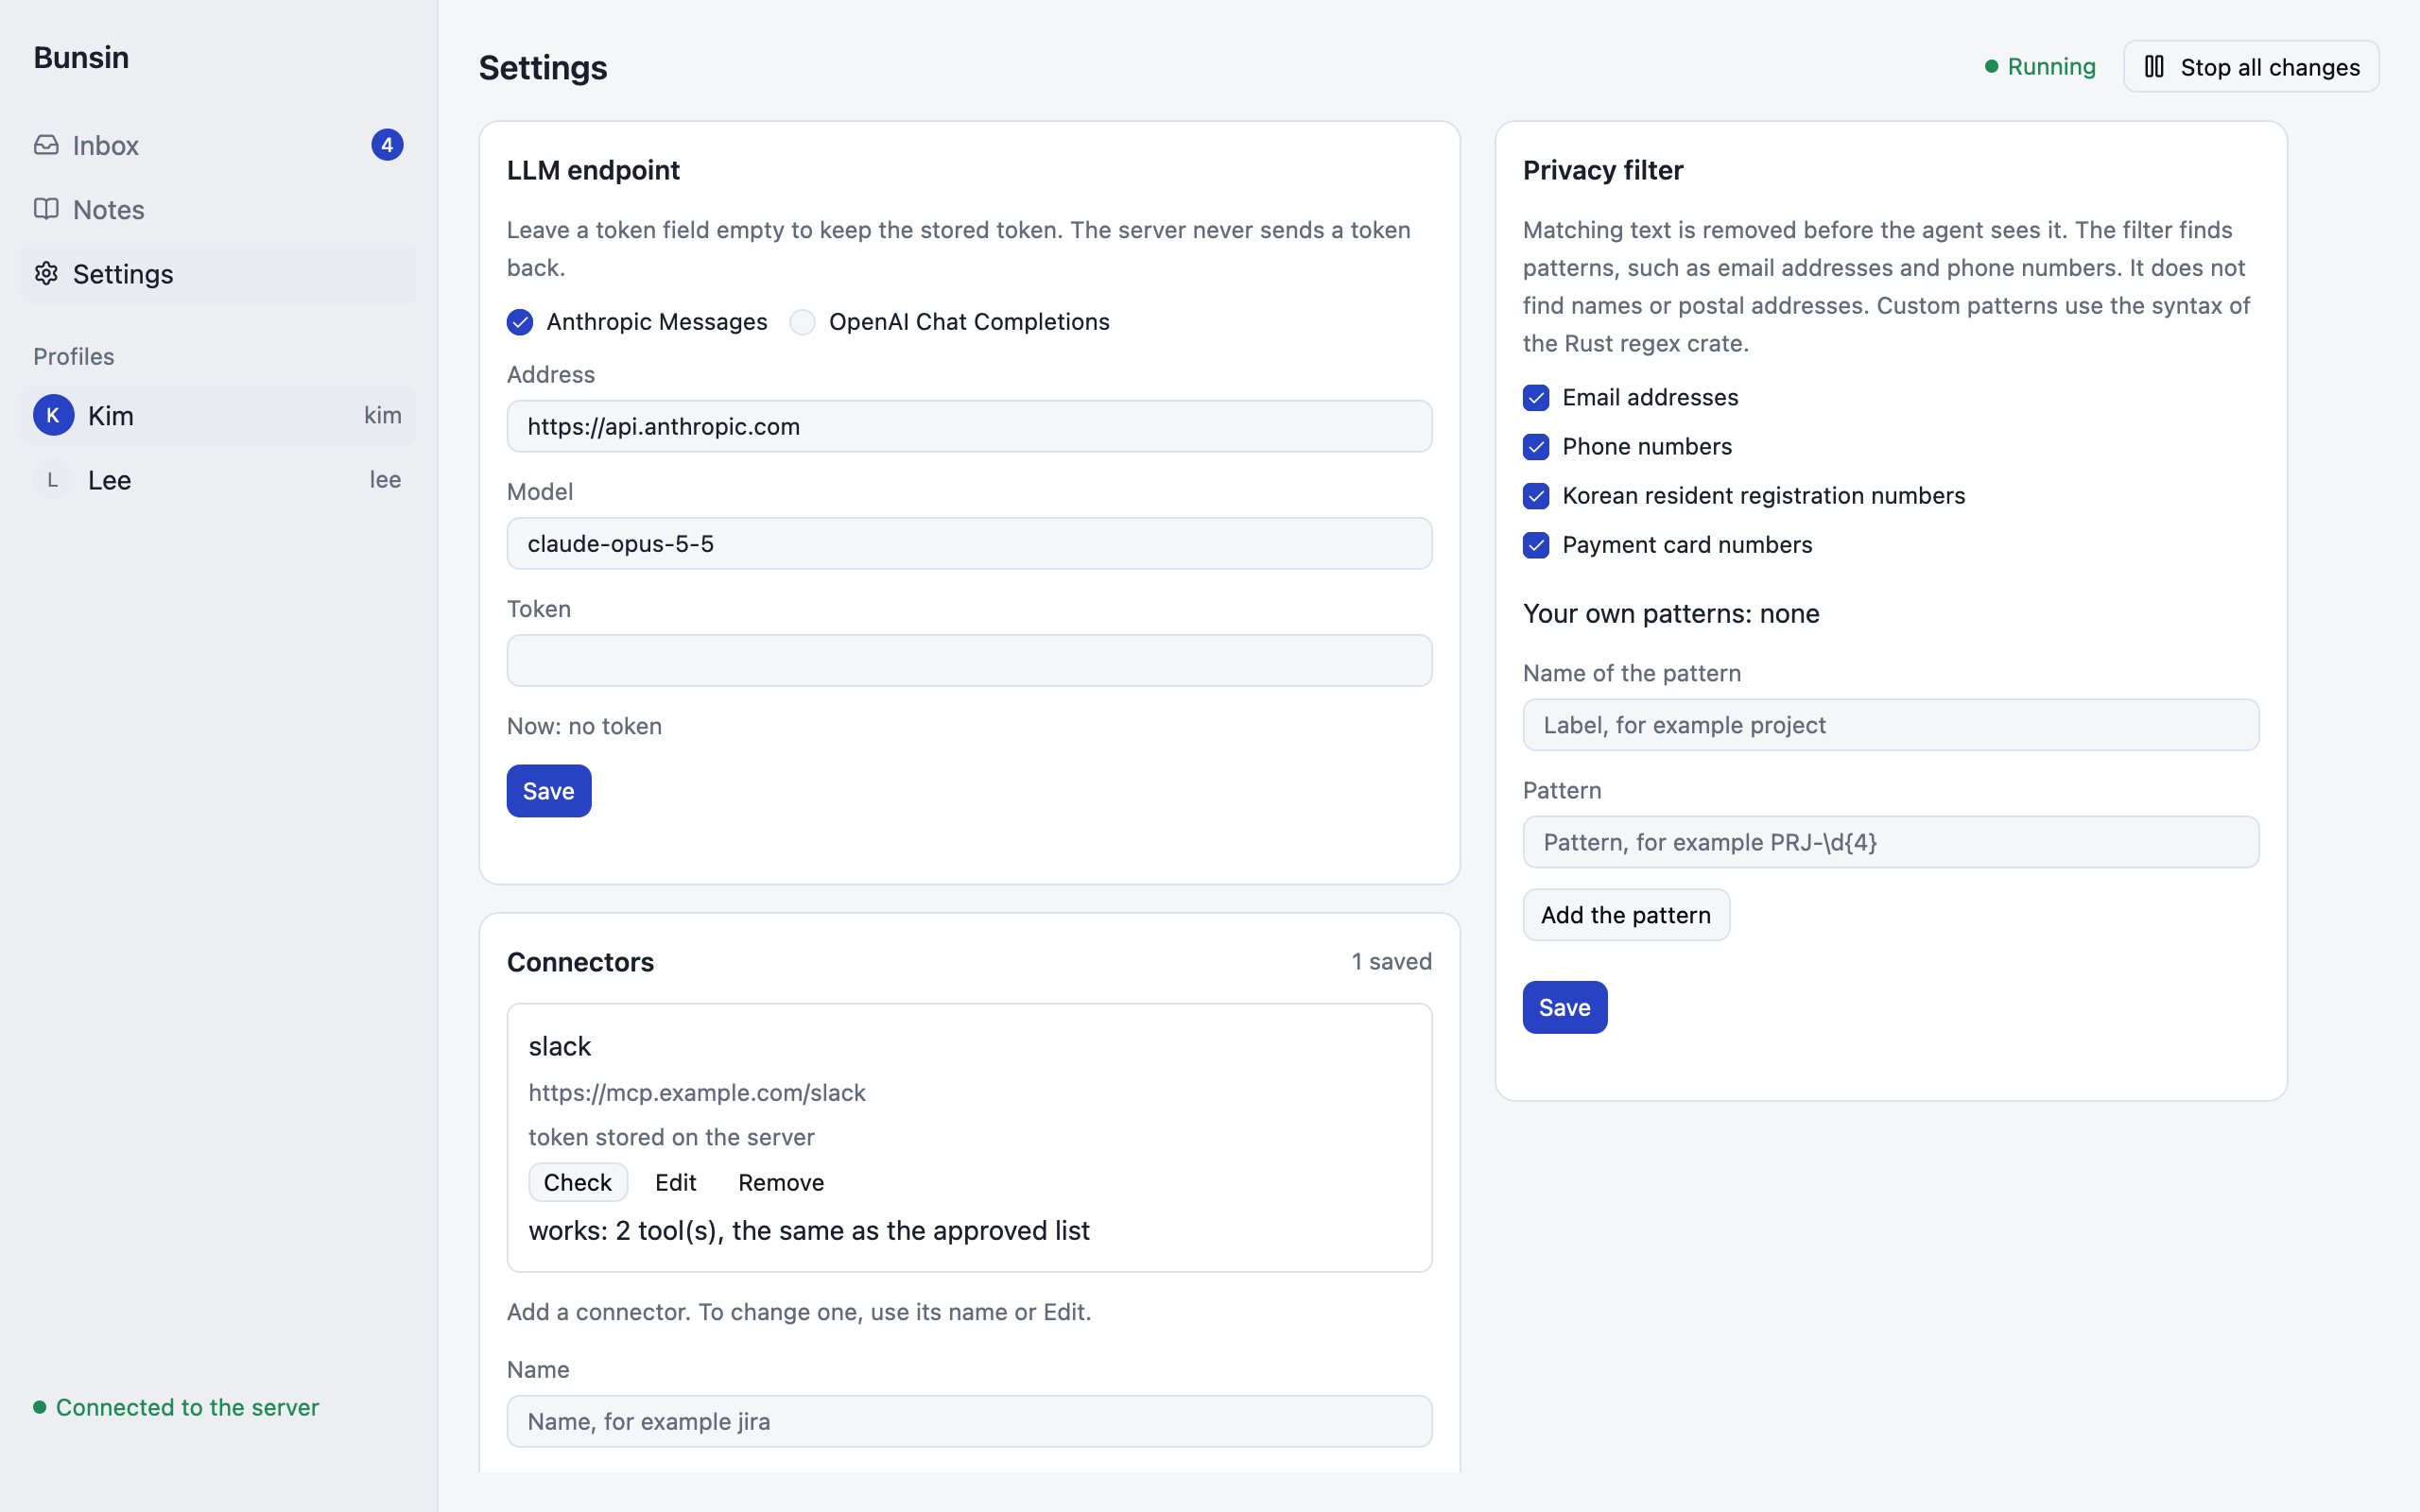 Bunsin
Inbox
4
Notes
Settings
Profiles
K
Kim
kim
L
Lee
lee
Connected to the server
Settings
Running
Stop all changes
LLM endpoint
Leave a token field empty to keep the stored token. The server never sends a token
back.
Anthropic Messages
OpenAI Chat Completions
Address
https://api.anthropic.com
Model
claude-opus-5-5
Token
Now: no token
Save
Connectors
1 saved
slack
https://mcp.example.com/slack
token stored on the server
Check
Edit
Remove
works: 2 tool(s), the same as the approved list
Add a connector. To change one, use its name or Edit.
Name
Name, for example jira
Privacy filter
Matching text is removed before the agent sees it. The filter finds
patterns, such as email addresses and phone numbers. It does not
find names or postal addresses. Custom patterns use the syntax of
the Rust regex crate.
Email addresses
Phone numbers
Korean resident registration numbers
Payment card numbers
Your own patterns: none
Name of the pattern
Label, for example project
Pattern
Pattern, for example PRJ-\d{4}
Add the pattern
Save